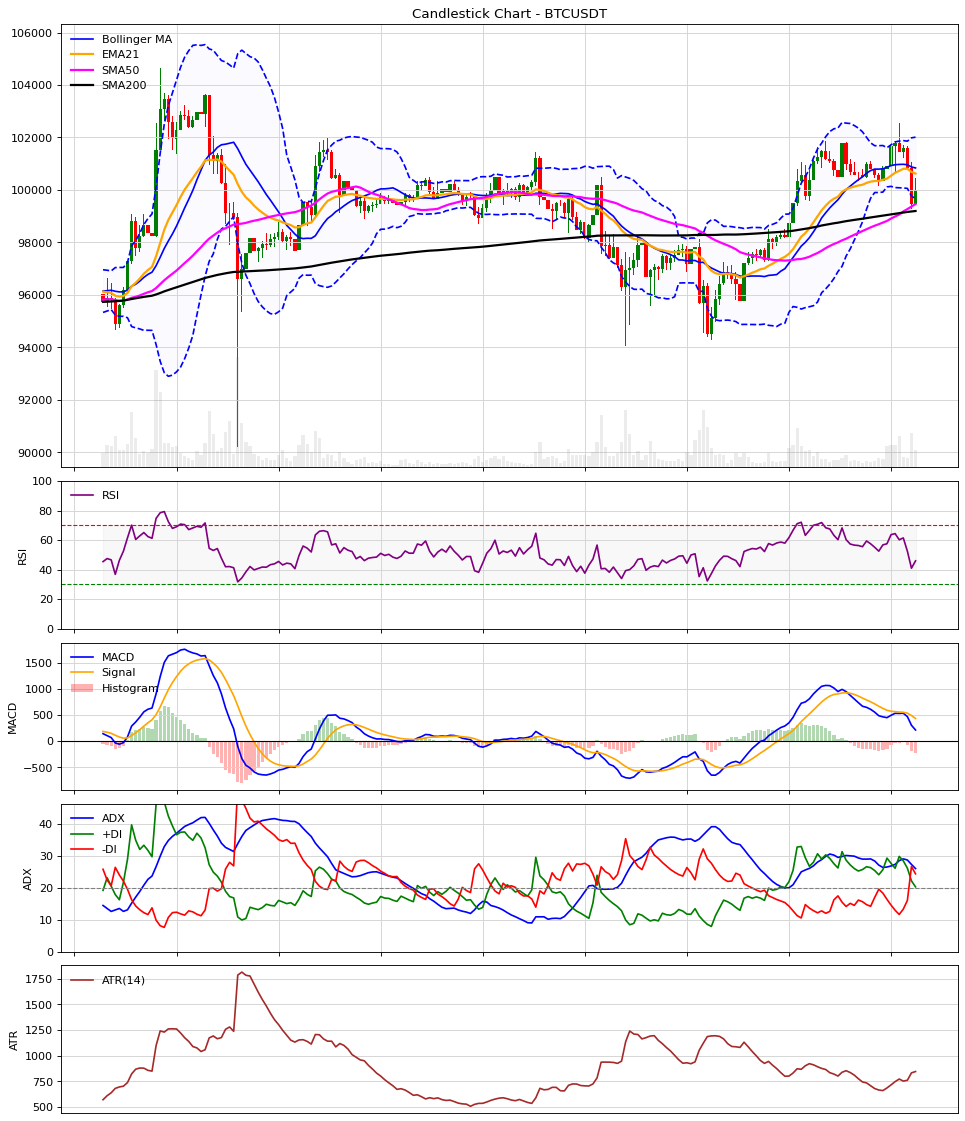 Candlestick Chart - BTCUSDT
106000
104000
102000
100000
98000
96000
94000
92000
90000
Bollinger MA
EMA21
SMA50
SMA200
100
80
60
40
20
0
RSI
RSI
1500
1000
500
0
−500
MACD
MACD
Signal
Histogram
40
30
20
10
0
ADX
ADX
+DI
-DI
1750
1500
1250
1000
750
500
ATR
ATR(14)